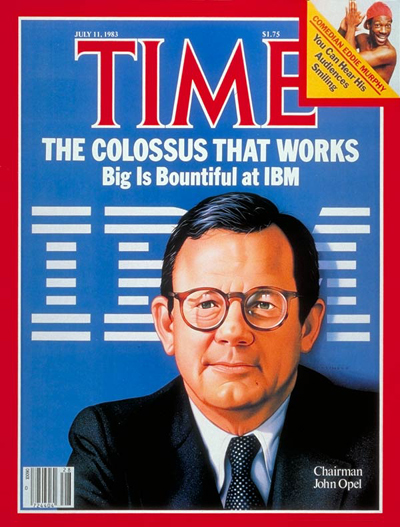 JULY 11, 1983
$1.75
COMEDIAN EDDIE MURPHY
You Can Hear His
Audiences
Smiling
TIME
THE COLOSSUS THAT WORKS
Big Is Bountiful at IBM
IBM
Chairman
John Opel